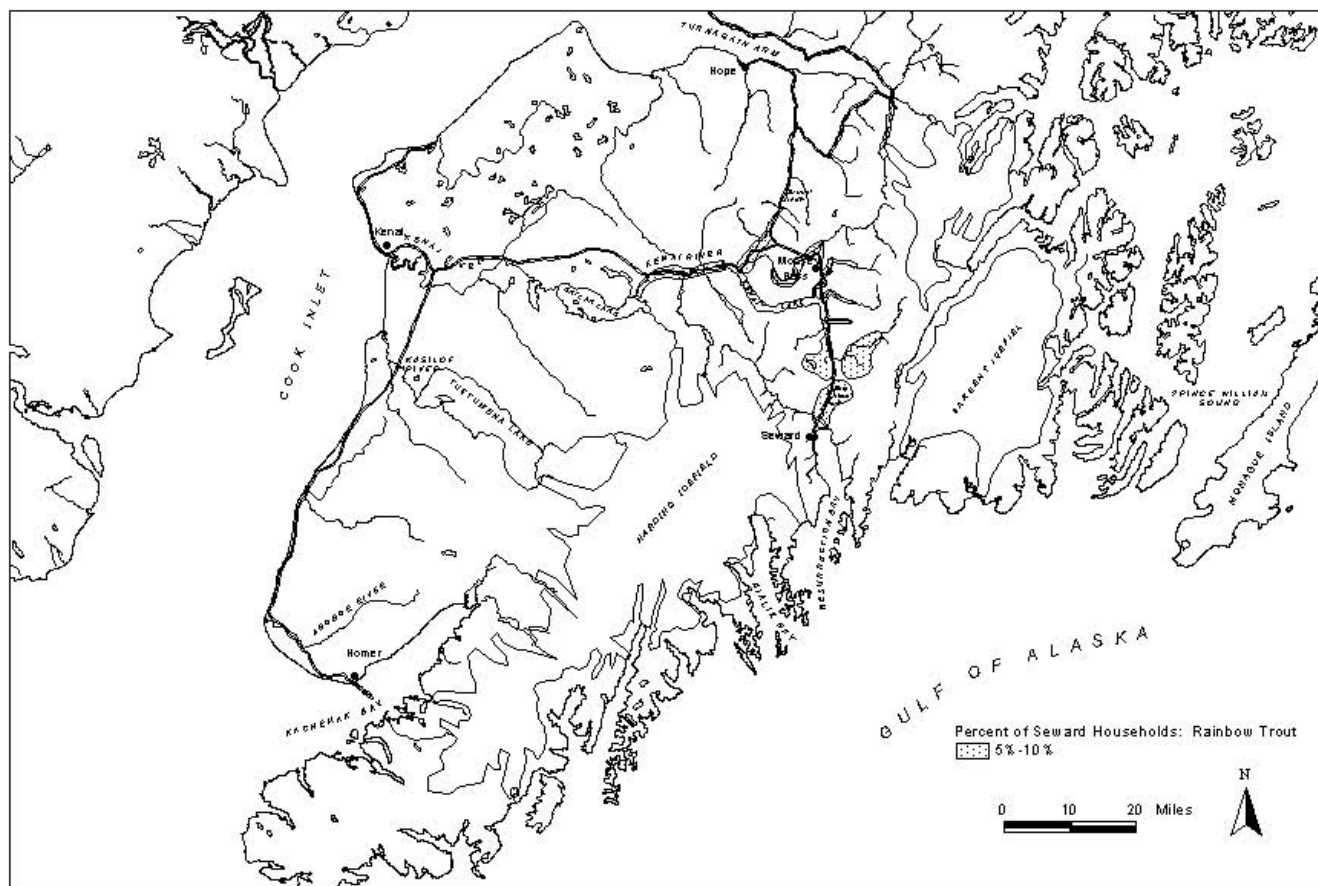 TURNAGAIN ARM
Hope
Kenai
KENAI
RIVER
KENAI RIVER
Moose
Pass
SKILAK LAKE
COOK INLET
KASILOF
RIVER
TUSTUMENA LAKE
SARGENT ICEFIELD
PRINCE WILLIAM
SOUND
MONAGUE ISLAND
Seward
HARDING ICEFIELD
RESURRECTION BAY
AIALIK BAY
Homer
KACHEMAK BAY
GULF OF ALASKA
Percent of Seward Households: Rainbow Trout
5%-10%
N
0 10 20 Miles